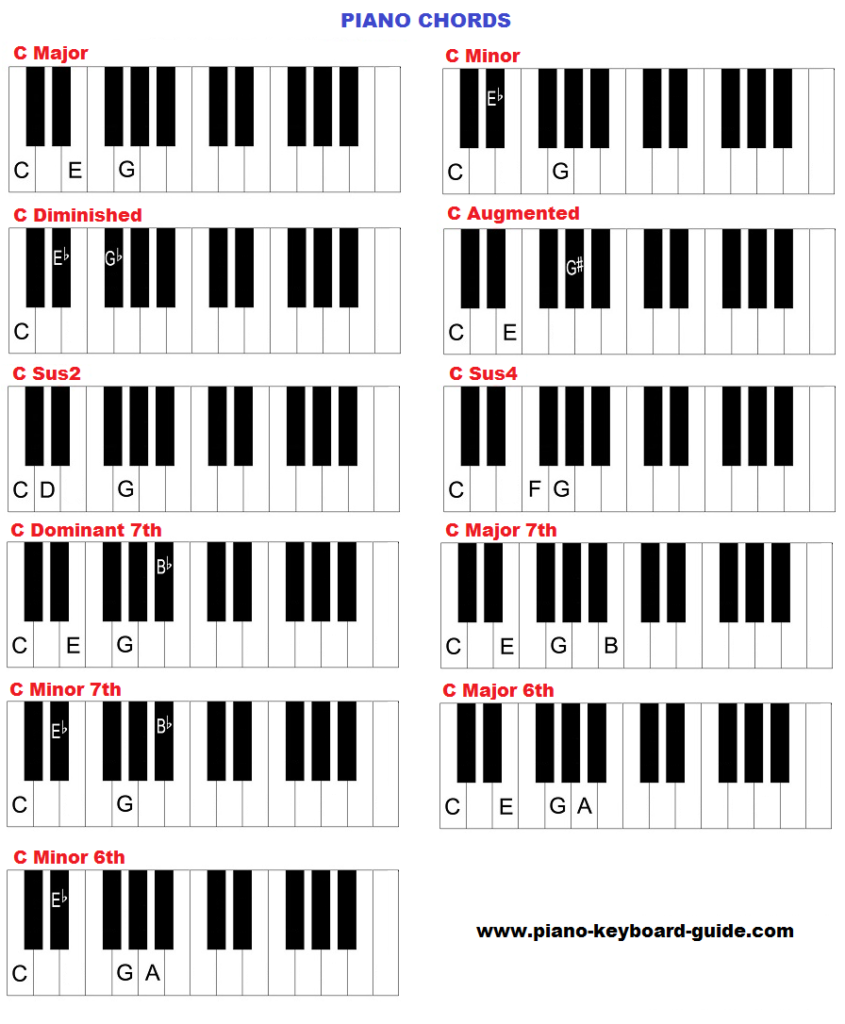 PIANO CHORDS
C Major
C E G
C Minor
E♭
C G
C Diminished
E♭ G♭
C
C Augmented
G#
C E
C Sus2
C D G
C Sus4
C F G
C Dominant 7th
B♭
C E G
C Major 7th
C E G B
C Minor 7th
E♭ B♭
C G
C Major 6th
C E G A
C Minor 6th
E♭
C G A
www.piano-keyboard-guide.com